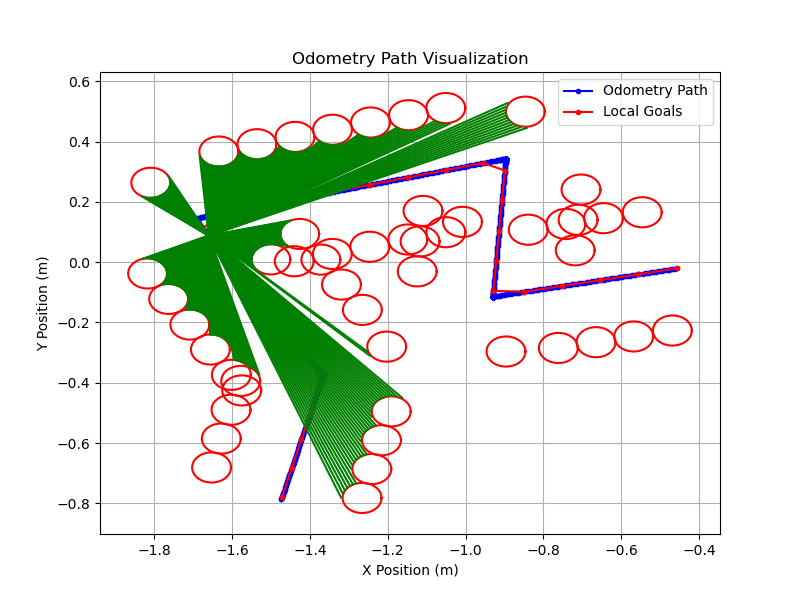 Odometry Path Visualization
Odometry Path
Local Goals
Y Position (m)
0.6
0.4
0.2
0.0
−0.2
−0.4
−0.6
−0.8
−1.8 −1.6 −1.4 −1.2 −1.0 −0.8 −0.6 −0.4
X Position (m)